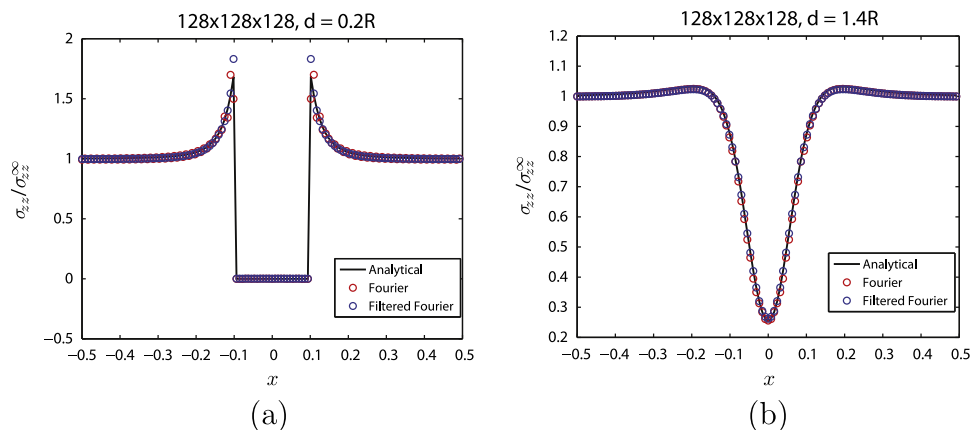 128x128x128, d = 0.2R
2
1.5
1
0.5
0
−0.5
σzz/σ∞zz
−0.5 −0.4 −0.3 −0.2 −0.1 0 0.1 0.2 0.3 0.4 0.5
x
Analytical
Fourier
Filtered Fourier
(a)
128x128x128, d = 1.4R
1.2
1.1
1
0.9
0.8
0.7
0.6
0.5
0.4
0.3
0.2
σzz/σ∞zz
−0.5 −0.4 −0.3 −0.2 −0.1 0 0.1 0.2 0.3 0.4 0.5
x
Analytical
Fourier
Filtered Fourier
(b)